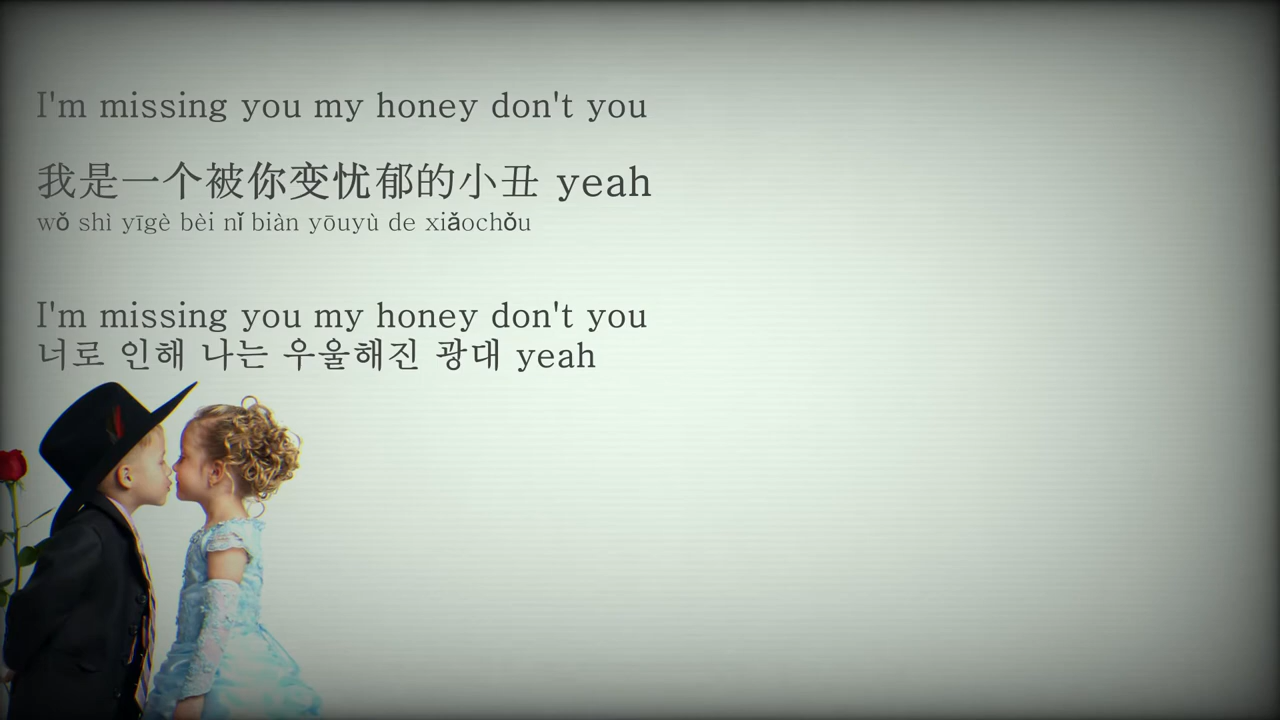 I'm missing you my honey don't you
我是一个被你变忧郁的小丑 yeah
wǒ shì yīgè bèi nǐ biàn yōuyù de xiǎochǒu
I'm missing you my honey don't you
너로 인해 나는 우울해진 광대 yeah